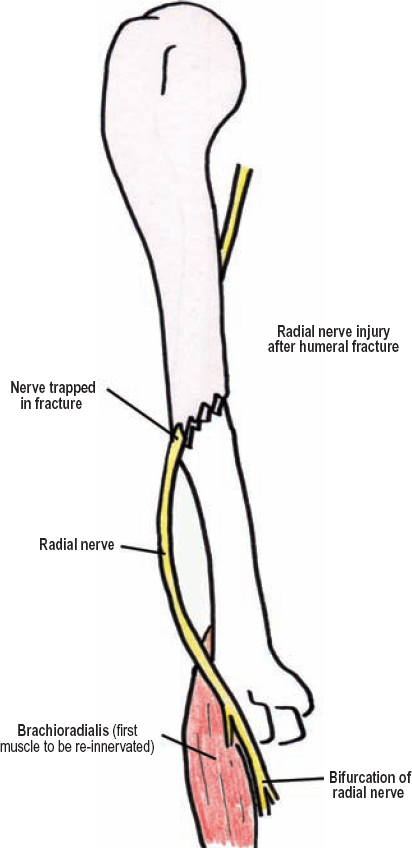 Radial nerve injury
after humeral fracture
Nerve trapped
in fracture
Radial nerve
Brachioradialis (first
muscle to be re-innervated)
Bifurcation of
radial nerve